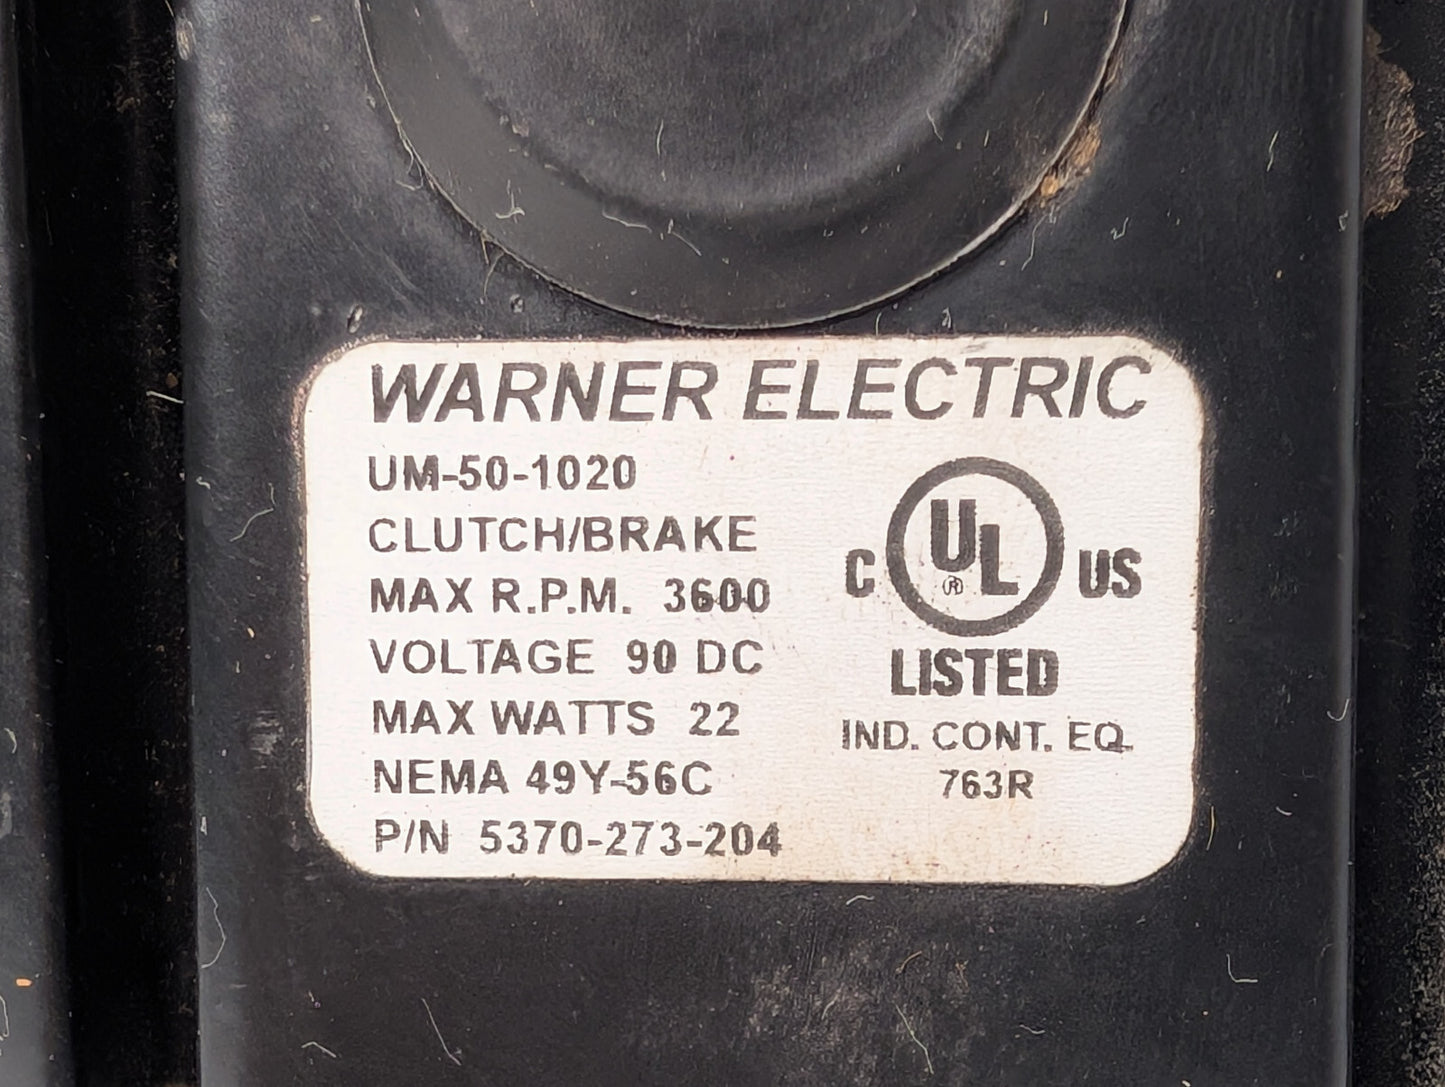 WARNER ELECTRIC
UM-50-1020
CLUTCH/BRAKE
MAX R.P.M. 3600
VOLTAGE 90 DC
MAX WATTS 22
NEMA 49Y-56C
P/N 5370-273-204
C UL ® US
LISTED
IND. CONT. EQ.
763R